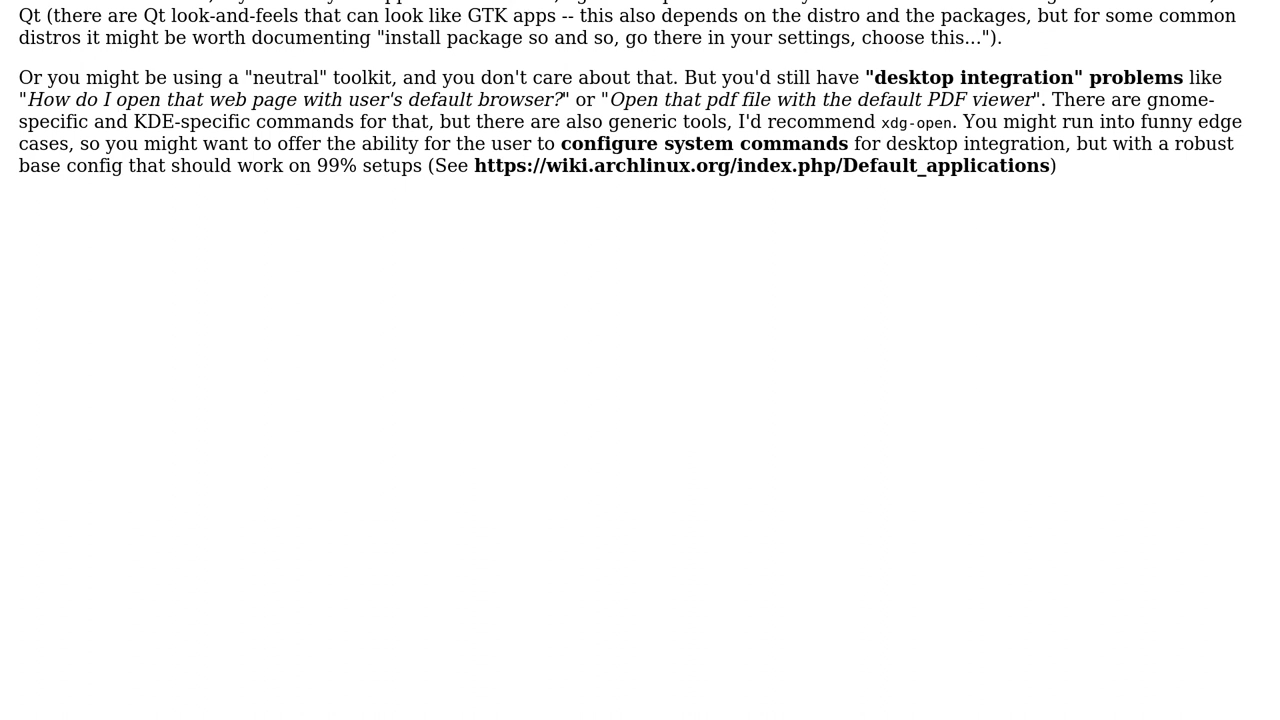 Qt (there are Qt look-and-feels that can look like GTK apps -- this also depends on the distro and the packages, but for some common
distros it might be worth documenting "install package so and so, go there in your settings, choose this...").
Or you might be using a "neutral" toolkit, and you don't care about that. But you'd still have "desktop integration" problems like
"How do I open that web page with user's default browser?" or "Open that pdf file with the default PDF viewer". There are gnome-
specific and KDE-specific commands for that, but there are also generic tools, I'd recommend xdg-open. You might run into funny edge
cases, so you might want to offer the ability for the user to configure system commands for desktop integration, but with a robust
base config that should work on 99% setups (See https://wiki.archlinux.org/index.php/Default_applications)